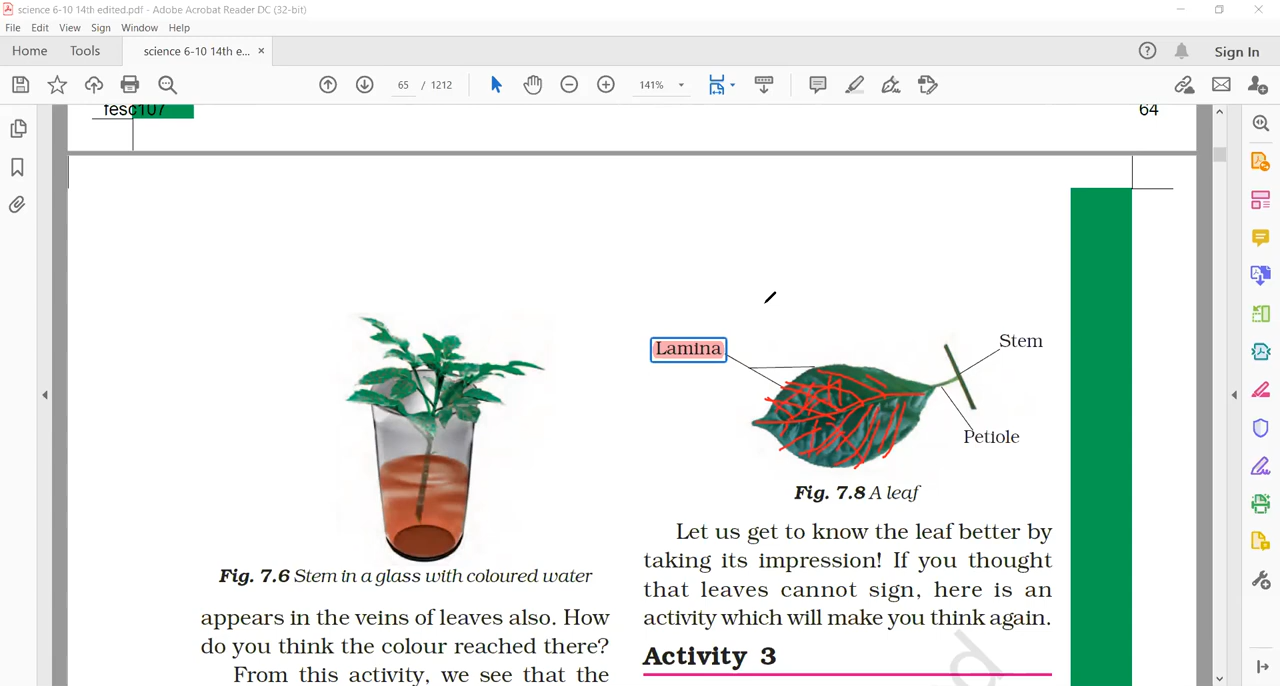 science 6-10 14th edited.pdf - Adobe Acrobat Reader DC (32-bit)
File Edit View Sign Window Help
Home Tools science 6-10 14th e... × Sign In
65 / 1212 141%
fesc107 64
Lamina
Stem
Petiole
Fig. 7.8 A leaf
Fig. 7.6 Stem in a glass with coloured water
appears in the veins of leaves also. How
do you think the colour reached there?
From this activity, we see that the
Let us get to know the leaf better by
taking its impression! If you thought
that leaves cannot sign, here is an
activity which will make you think again.
Activity 3
d